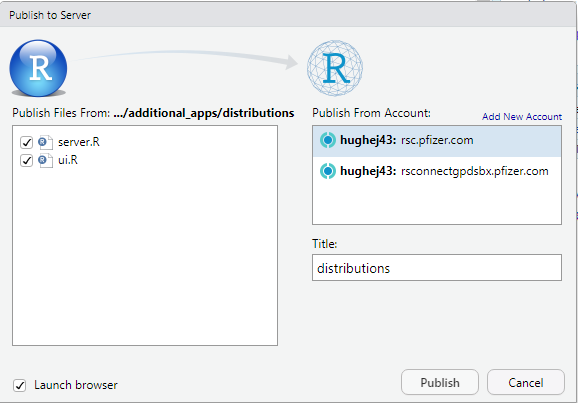 Publish to Server
R
R
Publish Files From: .../additional_apps/distributions
server.R
ui.R
Publish From Account:
Add New Account
hughej43: rsc.pfizer.com
hughej43: rsconnectgpdsbx.pfizer.com
Title:
distributions
Launch browser
Publish
Cancel